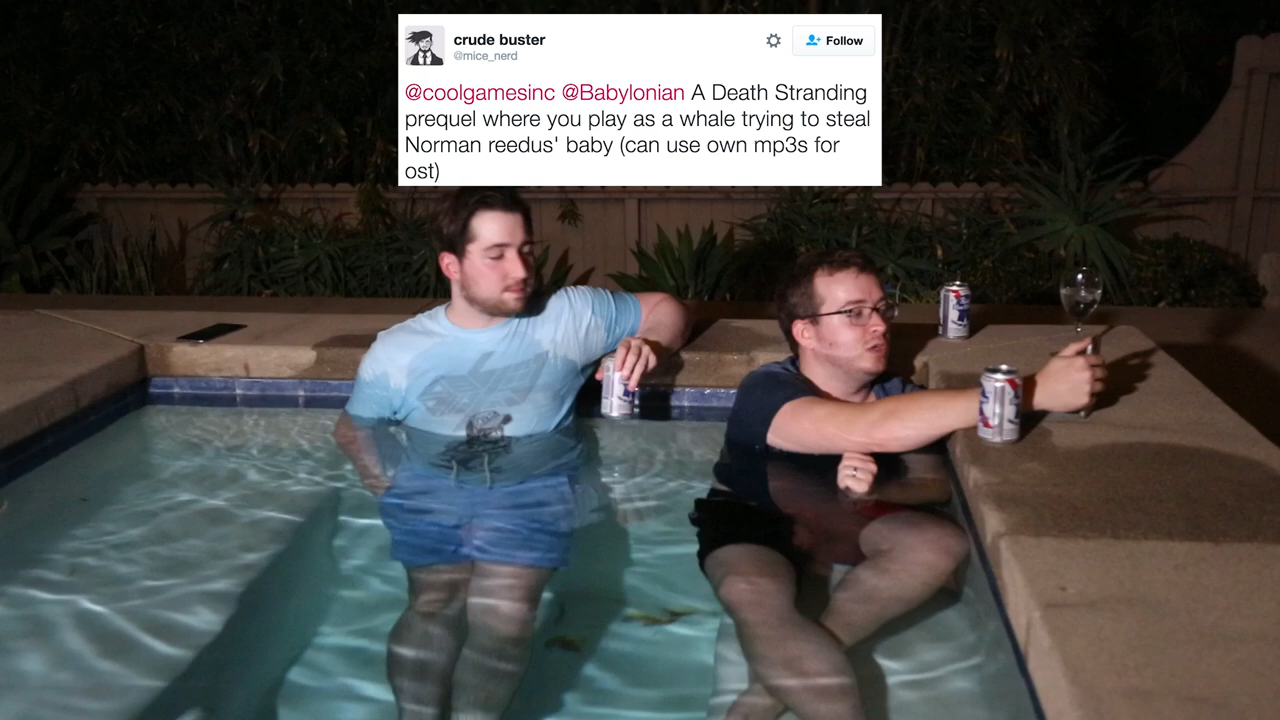 crude buster
@mice_nerd
Follow
@coolgamesinc @Babylonian A Death Stranding
prequel where you play as a whale trying to steal
Norman reedus' baby (can use own mp3s for
ost)